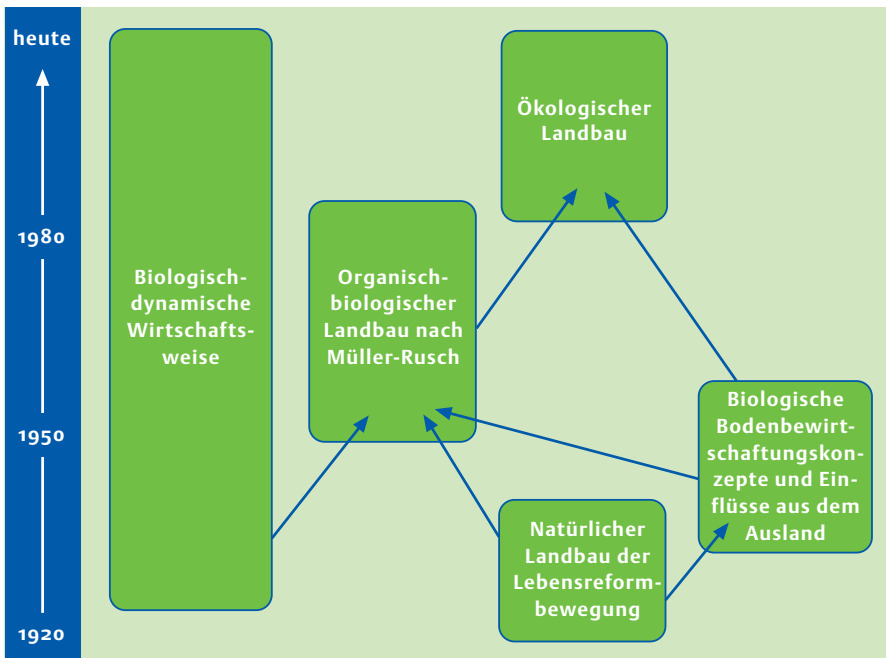 heute
1980
1950
1920
Biologisch-
dynamische
Wirtschafts-
weise
Organisch-
biologischer
Landbau nach
Müller-Rusch
Ökologischer
Landbau
Natürlicher
Landbau der
Lebensreform-
bewegung
Biologische
Bodenbewirt-
schaftungskon-
zepte und Ein-
flüsse aus dem
Ausland